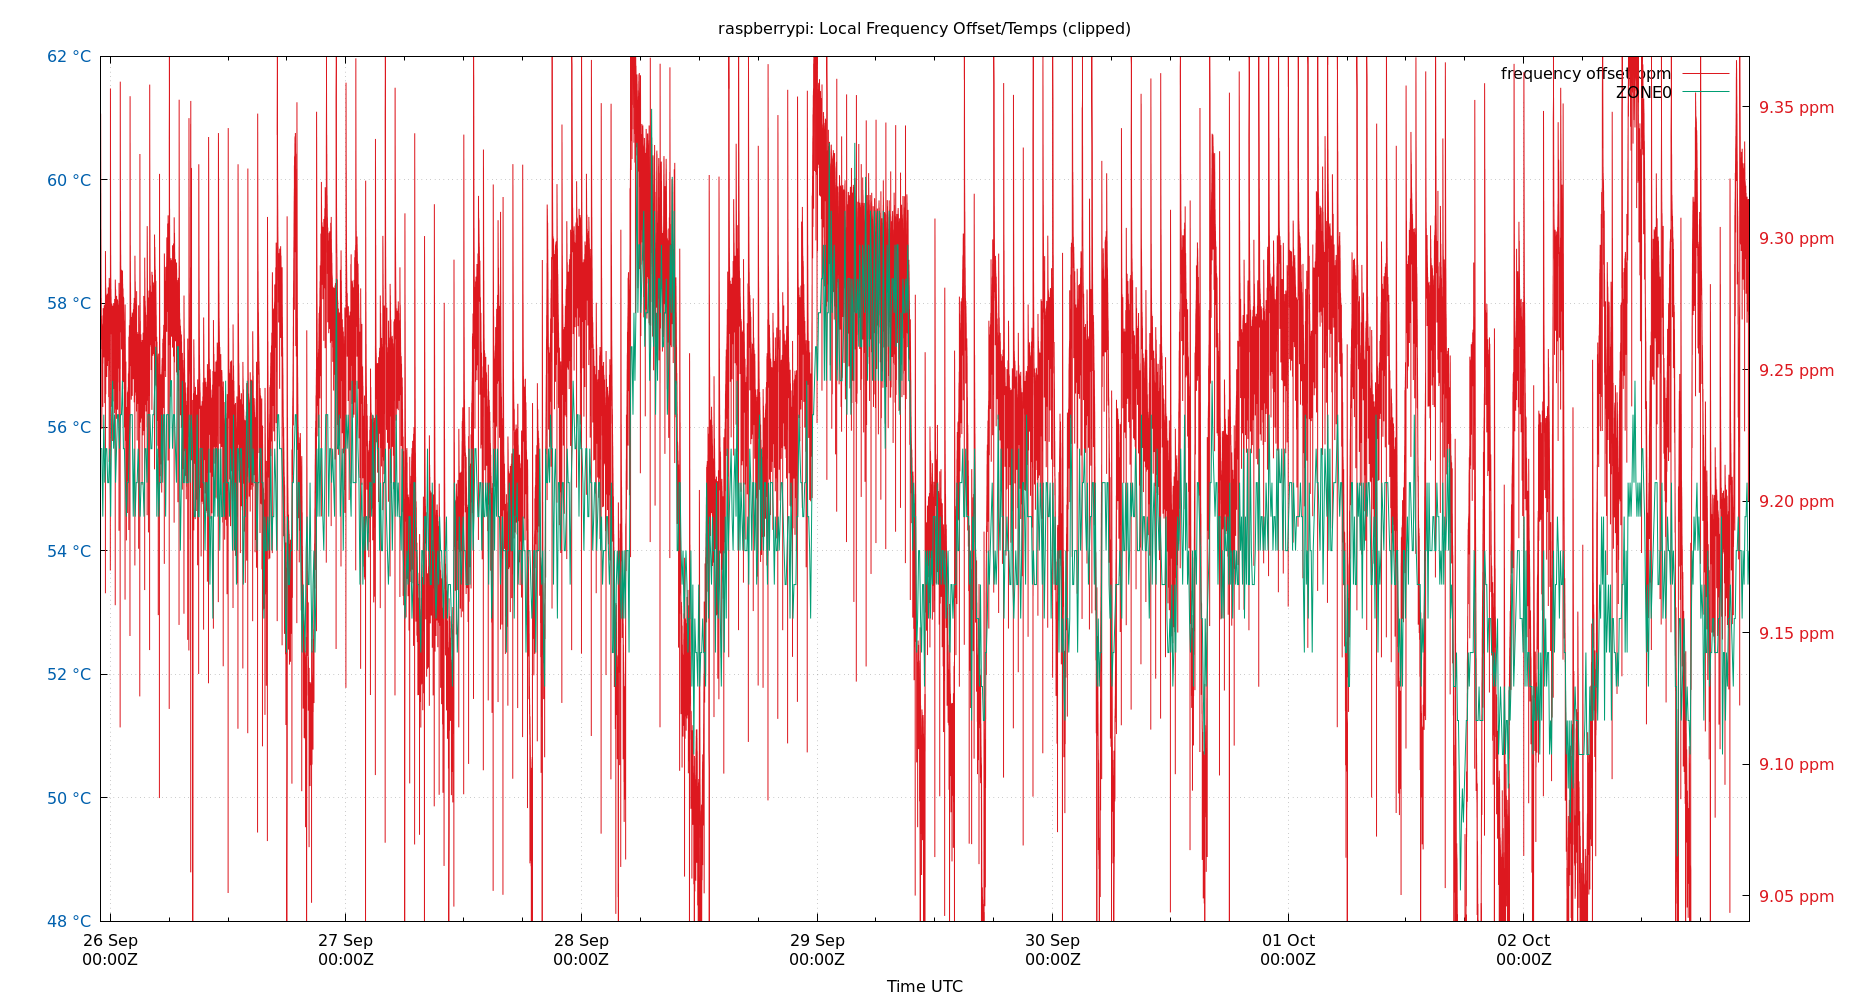 raspberrypi: Local Frequency Offset/Temps (clipped)
62 °C
60 °C
58 °C
56 °C
54 °C
52 °C
50 °C
48 °C
frequency offset ppm
ZONE0
9.35 ppm
9.30 ppm
9.25 ppm
9.20 ppm
9.15 ppm
9.10 ppm
9.05 ppm
26 Sep
00:00Z
27 Sep
00:00Z
28 Sep
00:00Z
29 Sep
00:00Z
30 Sep
00:00Z
01 Oct
00:00Z
02 Oct
00:00Z
Time UTC